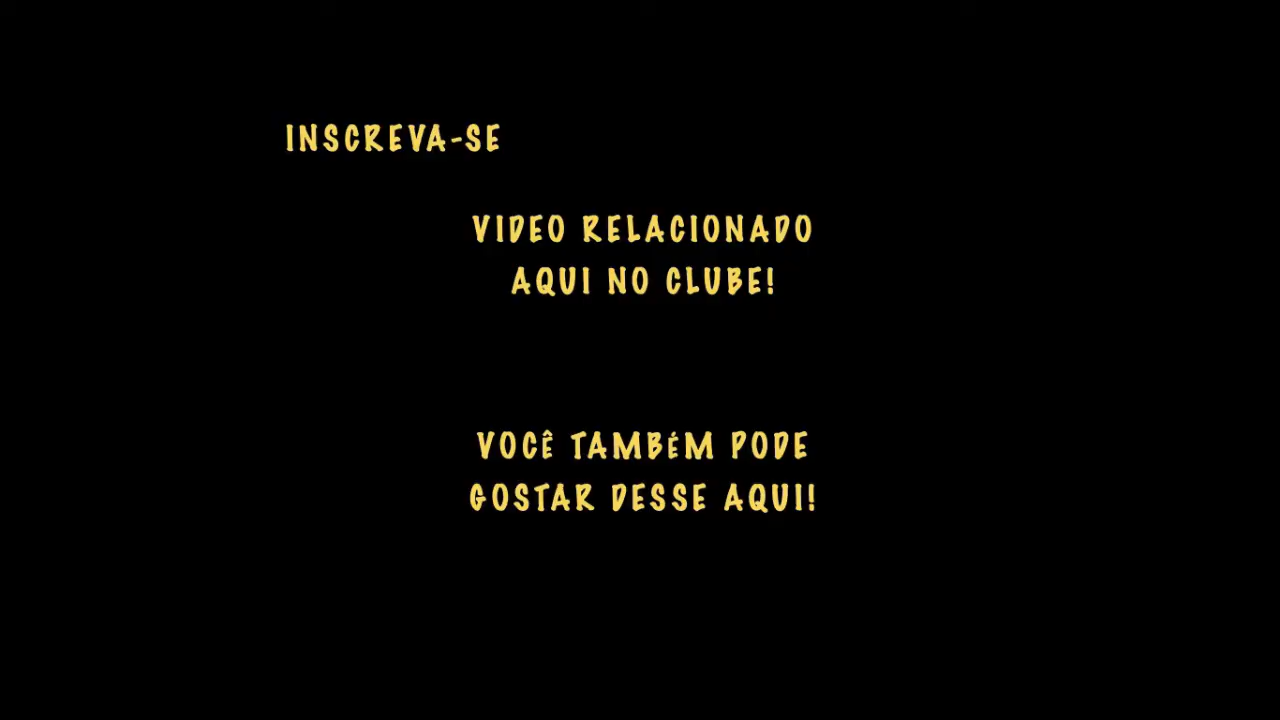 INSCREVA-SE
VIDEO RELACIONADO
AQUI NO CLUBE!
VOCÊ TAMBÉM PODE
GOSTAR DESSE AQUI!